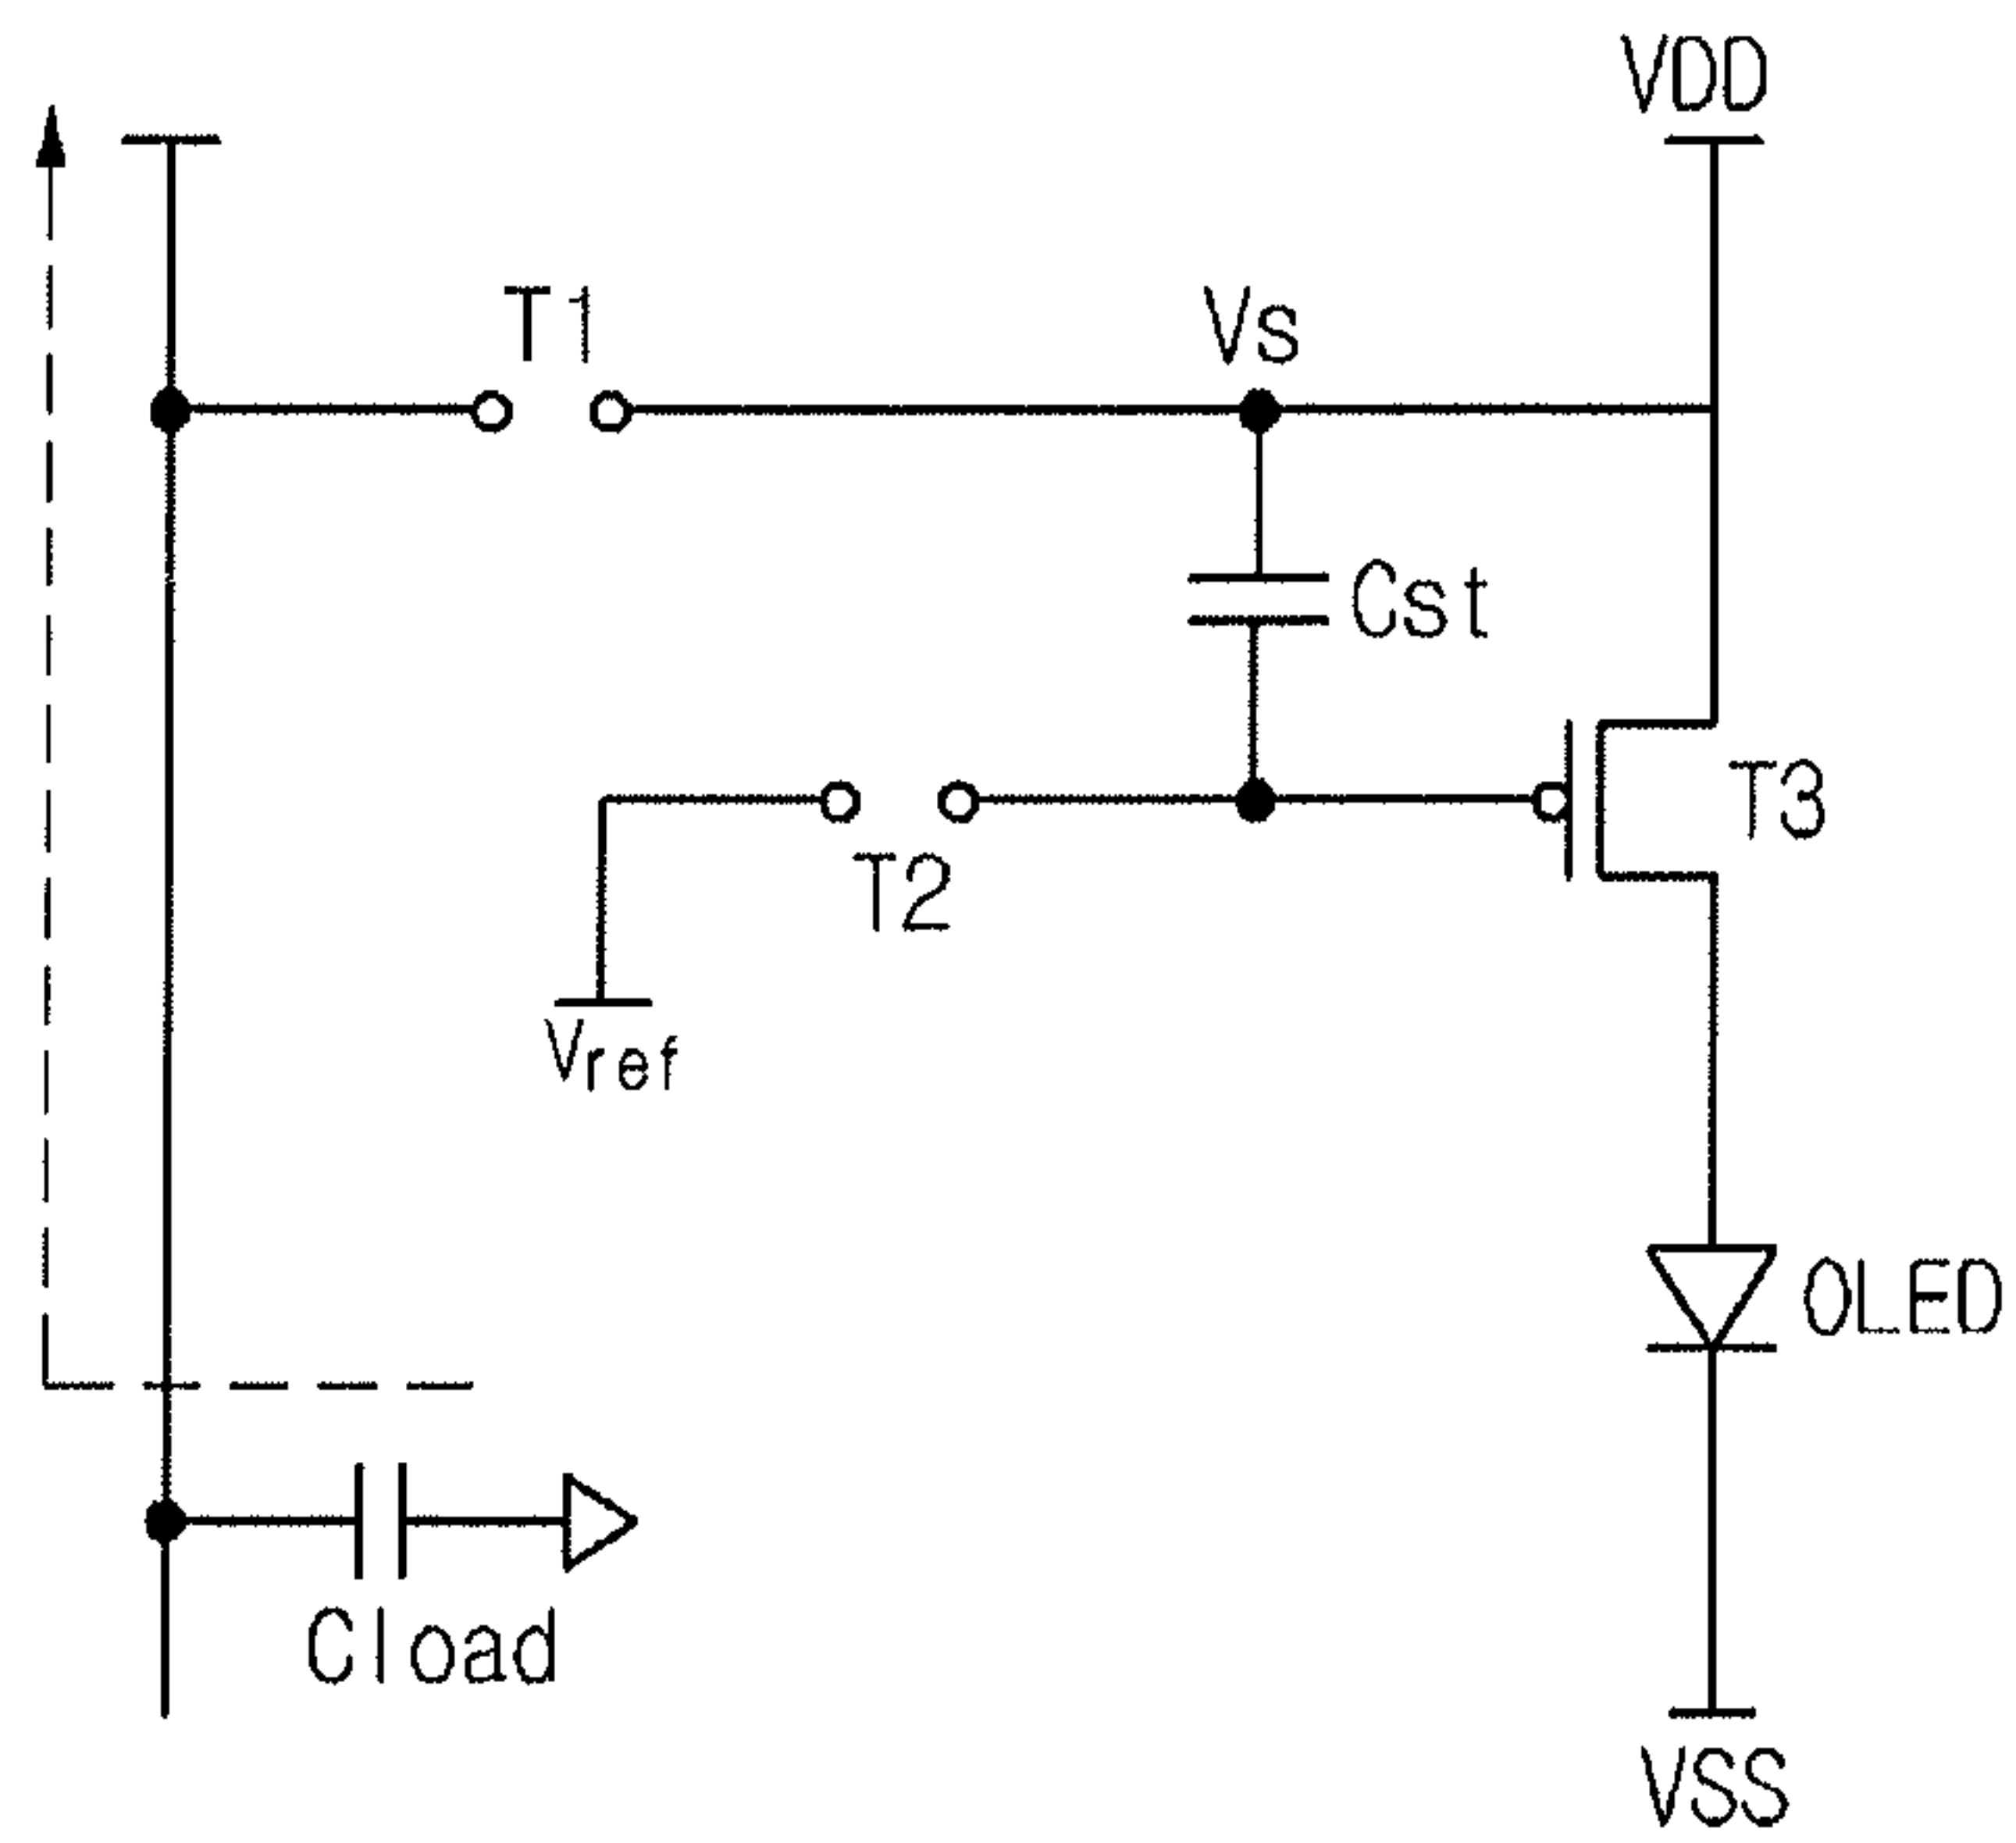 VDD
T1
Vs
Cst
T3
T2
Vref
OLED
Cload
VSS